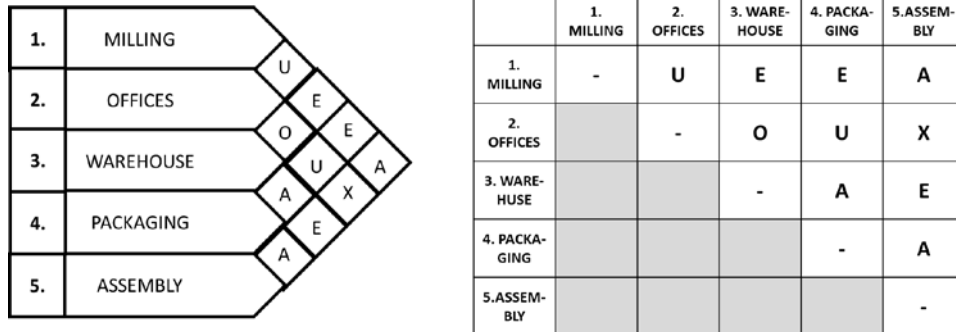 1. MILLING
2. OFFICES
3. WAREHOUSE
4. PACKAGING
5. ASSEMBLY
U
E
E
O
U
A
A
X
E
A
1. 2. 3. WARE- 4. PACKA- 5.ASSEM-
MILLING OFFICES HOUSE GING BLY
1.
MILLING
- U E E A
2.
OFFICES
- O U X
3. WARE-
HUSE
- A E
4. PACKA-
GING
- A
5.ASSEM-
BLY
-